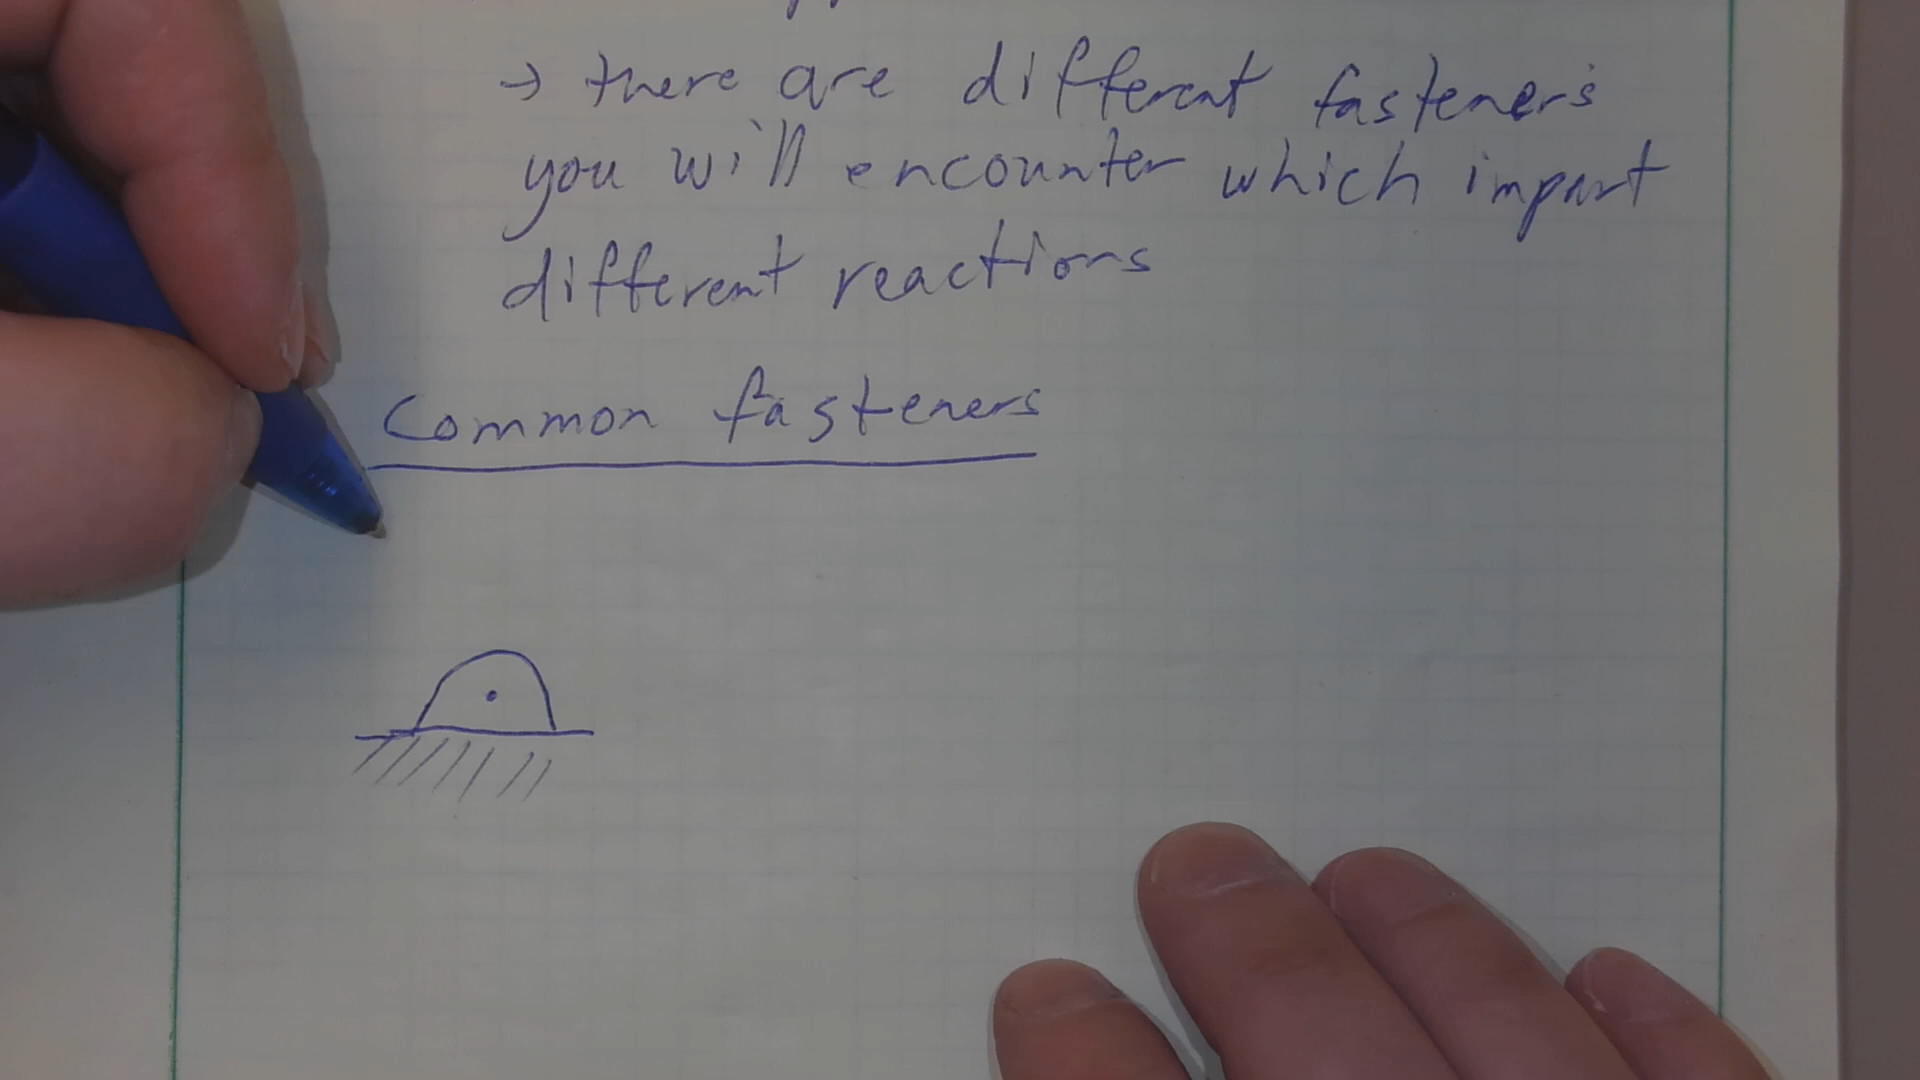 → there are different fasteners
you will encounter which impart
different reactions
Common fasteners